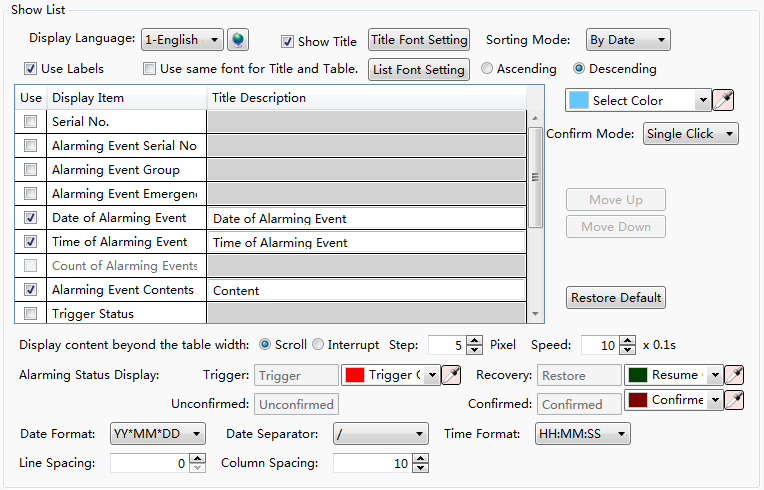 Show List
Display Language: 1-English Show Title Title Font Setting Sorting Mode: By Date
Use Labels Use same font for Title and Table. List Font Setting Ascending Descending
Use Display Item Title Description
Select Color
Serial No.
Alarming Event Serial No
Confirm Mode: Single Click
Alarming Event Group
Alarming Event Emergen
Move Up
Date of Alarming Event Date of Alarming Event
Move Down
Time of Alarming Event Time of Alarming Event
Count of Alarming Events
Alarming Event Contents Content
Restore Default
Trigger Status
Display content beyond the table width: Scroll Interrupt Step: 5 Pixel Speed: 10 x 0.1s
Alarming Status Display: Trigger: Trigger Trigger Recovery: Restore Resume
Unconfirmed: Unconfirmed Confirmed: Confirmed Confirme
Date Format: YY*MM*DD Date Separator: / Time Format: HH:MM:SS
Line Spacing: 0 Column Spacing: 10